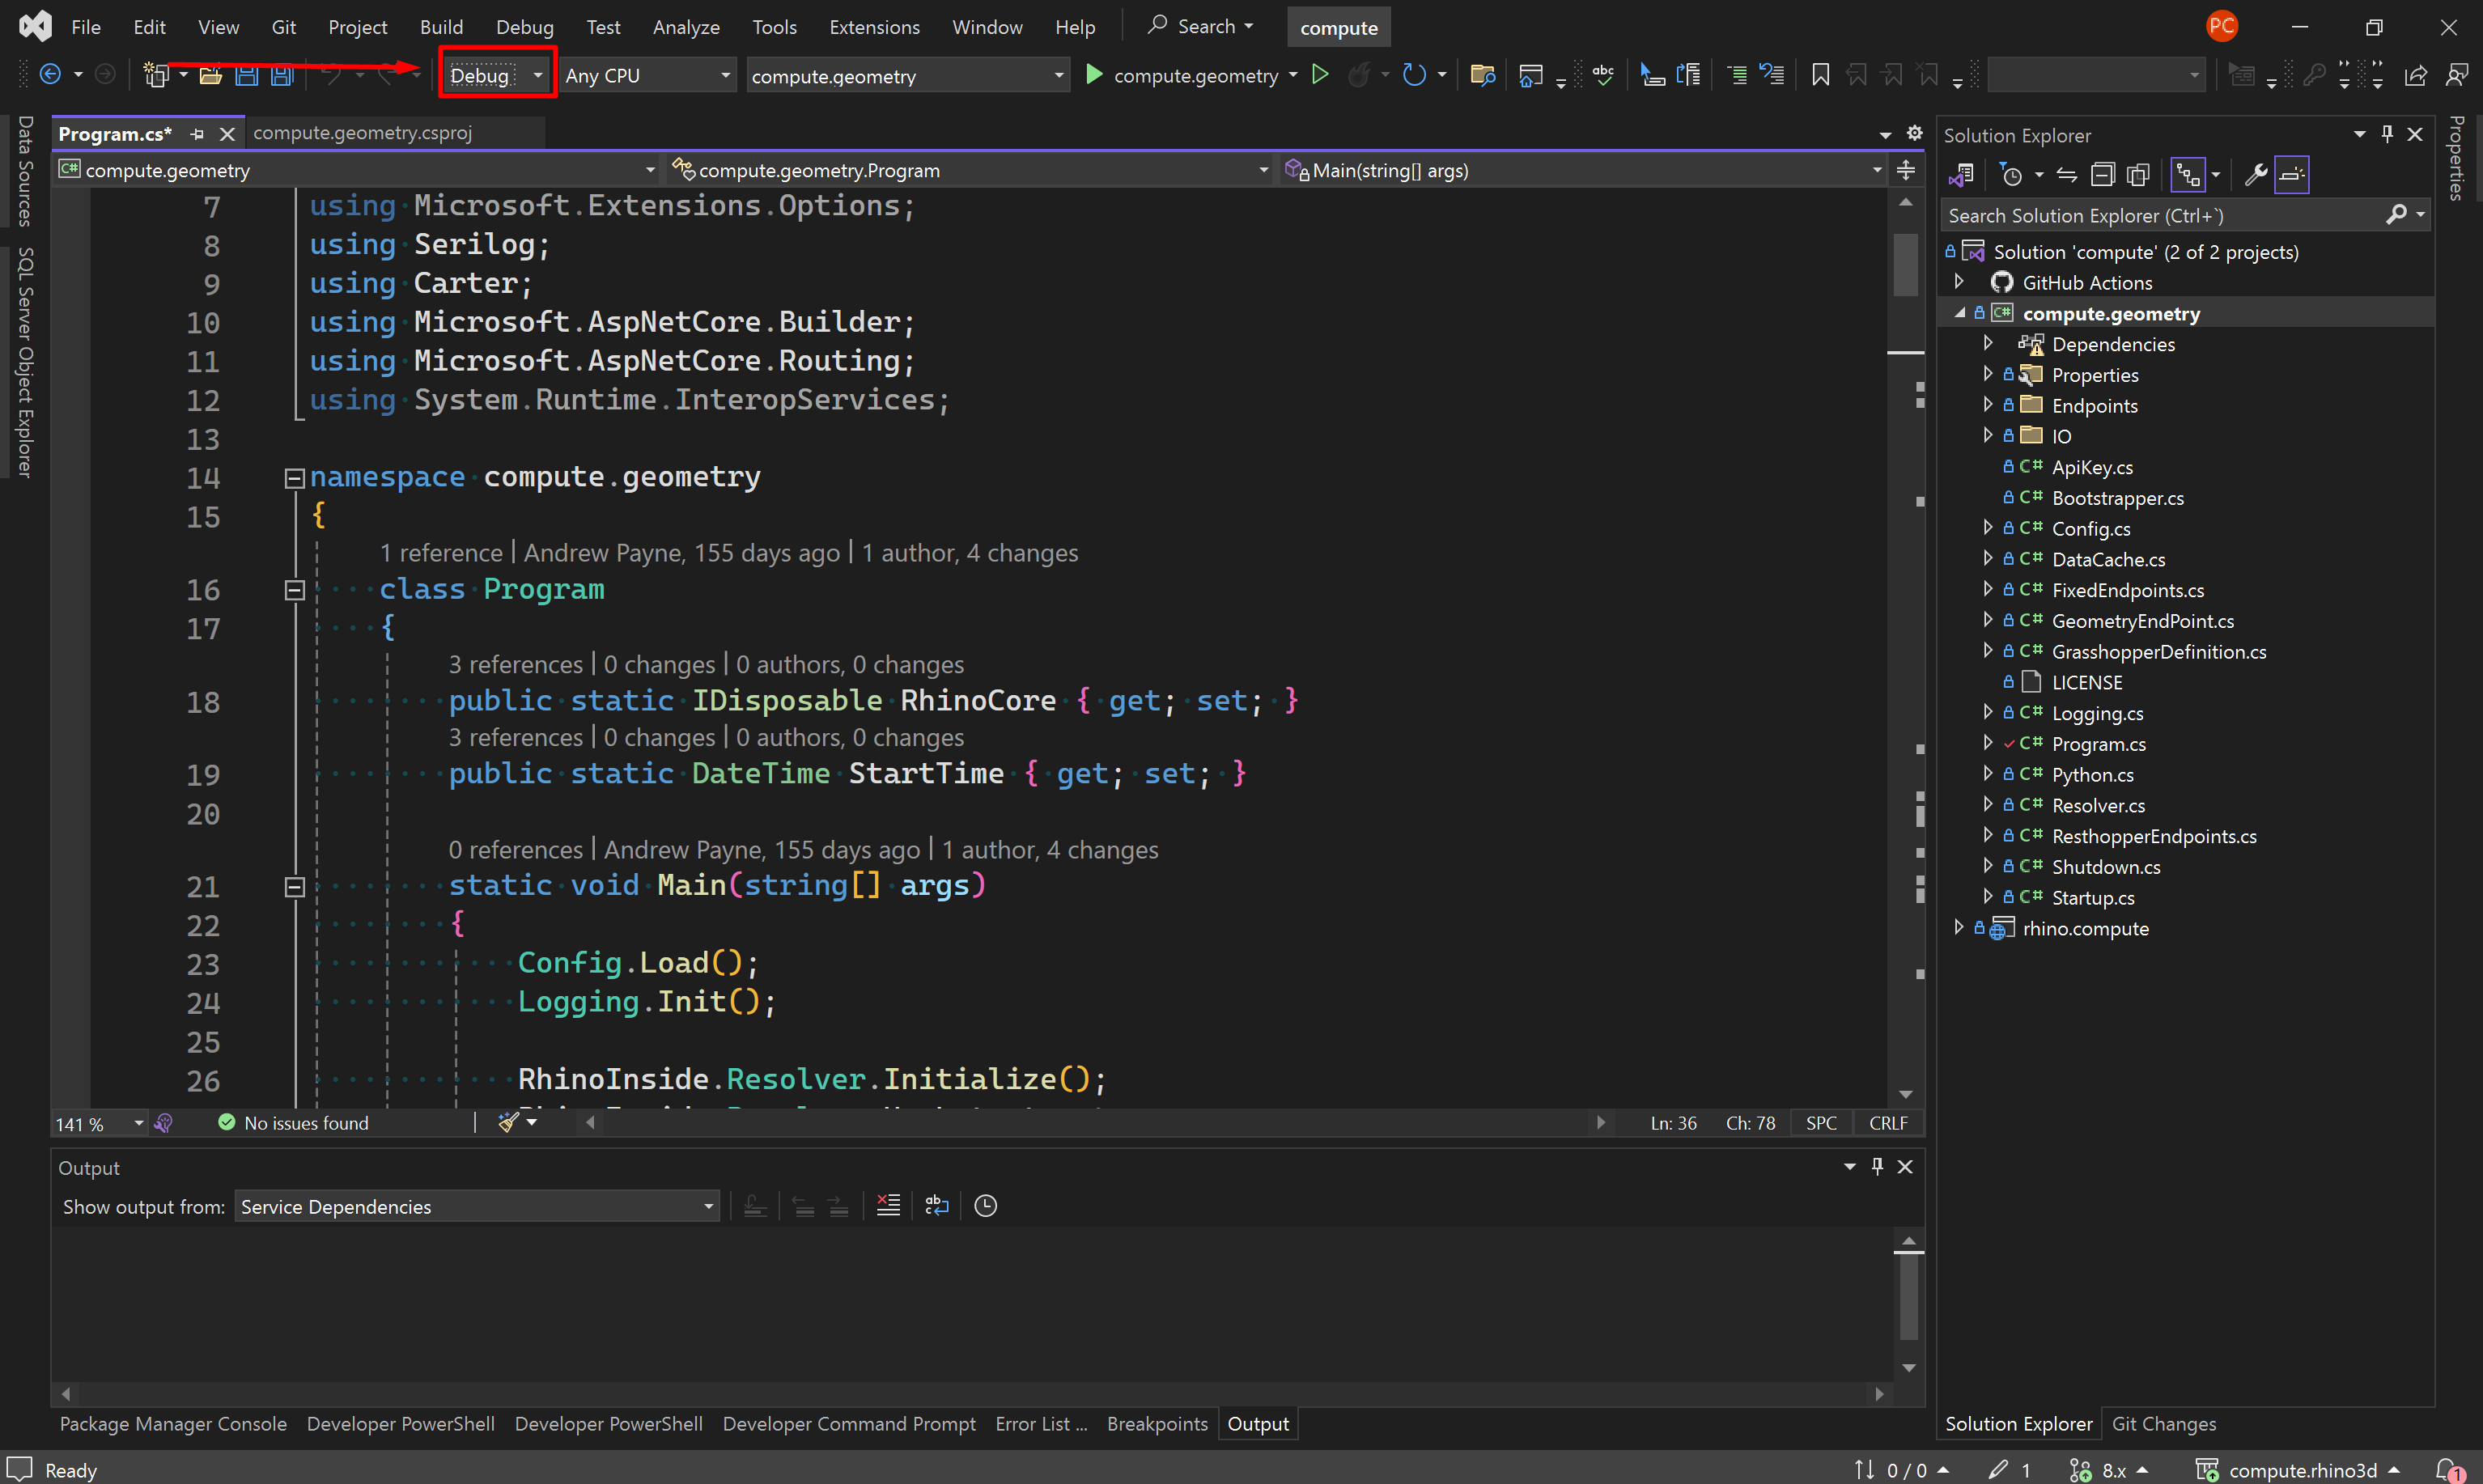 File Edit View Git Project Build Debug Test Analyze Tools Extensions Window Help Search compute PC
Debug Any CPU compute.geometry compute.geometry
Data Sources
SQL Server Object Explorer
Program.cs* compute.geometry.csproj
compute.geometry compute.geometry.Program Main(string[] args)
7 using Microsoft.Extensions.Options;
8 using Serilog;
9 using Carter;
10 using Microsoft.AspNetCore.Builder;
11 using Microsoft.AspNetCore.Routing;
12 using System.Runtime.InteropServices;
13
14 namespace compute.geometry
15 {
1 reference | Andrew Payne, 155 days ago | 1 author, 4 changes
16 class Program
17 {
3 references | 0 changes | 0 authors, 0 changes
18 public static IDisposable RhinoCore { get; set; }
3 references | 0 changes | 0 authors, 0 changes
19 public static DateTime StartTime { get; set; }
20
0 references | Andrew Payne, 155 days ago | 1 author, 4 changes
21 static void Main(string[] args)
22 {
23 Config.Load();
24 Logging.Init();
25
26 RhinoInside.Resolver.Initialize();
141 % No issues found Ln: 36 Ch: 78 SPC CRLF
Output
Show output from: Service Dependencies
Package Manager Console Developer PowerShell Developer PowerShell Developer Command Prompt Error List ... Breakpoints Output
Solution Explorer
Search Solution Explorer (Ctrl+`)
Solution 'compute' (2 of 2 projects)
GitHub Actions
C# compute.geometry
Dependencies
Properties
Endpoints
IO
C# ApiKey.cs
C# Bootstrapper.cs
C# Config.cs
C# DataCache.cs
C# FixedEndpoints.cs
C# GeometryEndPoint.cs
C# GrasshopperDefinition.cs
LICENSE
C# Logging.cs
C# Program.cs
C# Python.cs
C# Resolver.cs
C# ResthopperEndpoints.cs
C# Shutdown.cs
C# Startup.cs
rhino.compute
Solution Explorer Git Changes
Properties
Ready 0 / 0 1 8.x compute.rhino3d 1